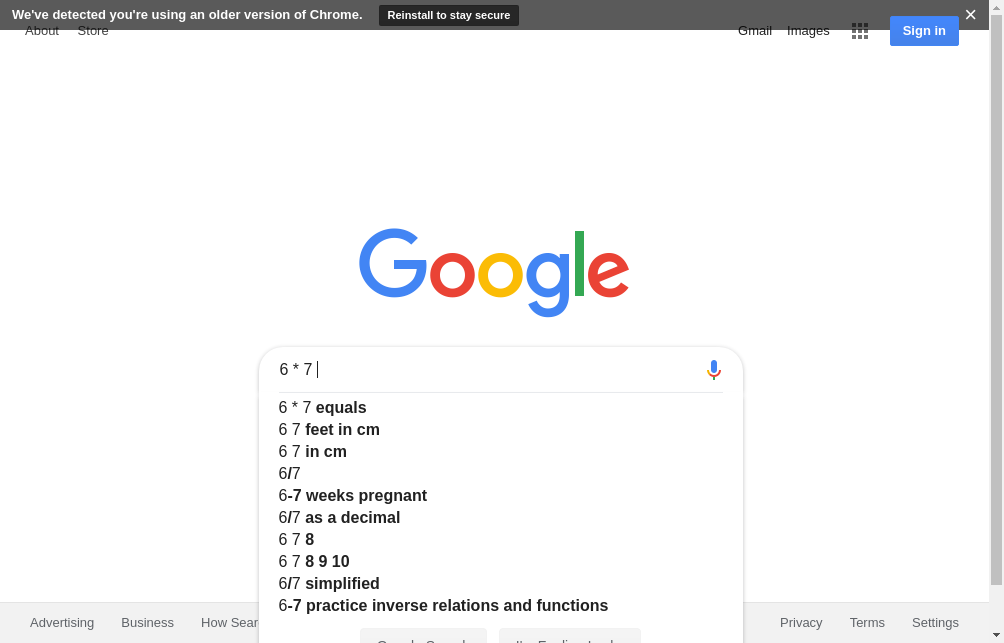 We've detected you're using an older version of Chrome. Reinstall to stay secure
About Store Gmail Images Sign in
Google
6 * 7
6 * 7 equals
6 7 feet in cm
6 7 in cm
6/7
6-7 weeks pregnant
6/7 as a decimal
6 7 8
6 7 8 9 10
6/7 simplified
6-7 practice inverse relations and functions
Advertising Business How Sear Privacy Terms Settings